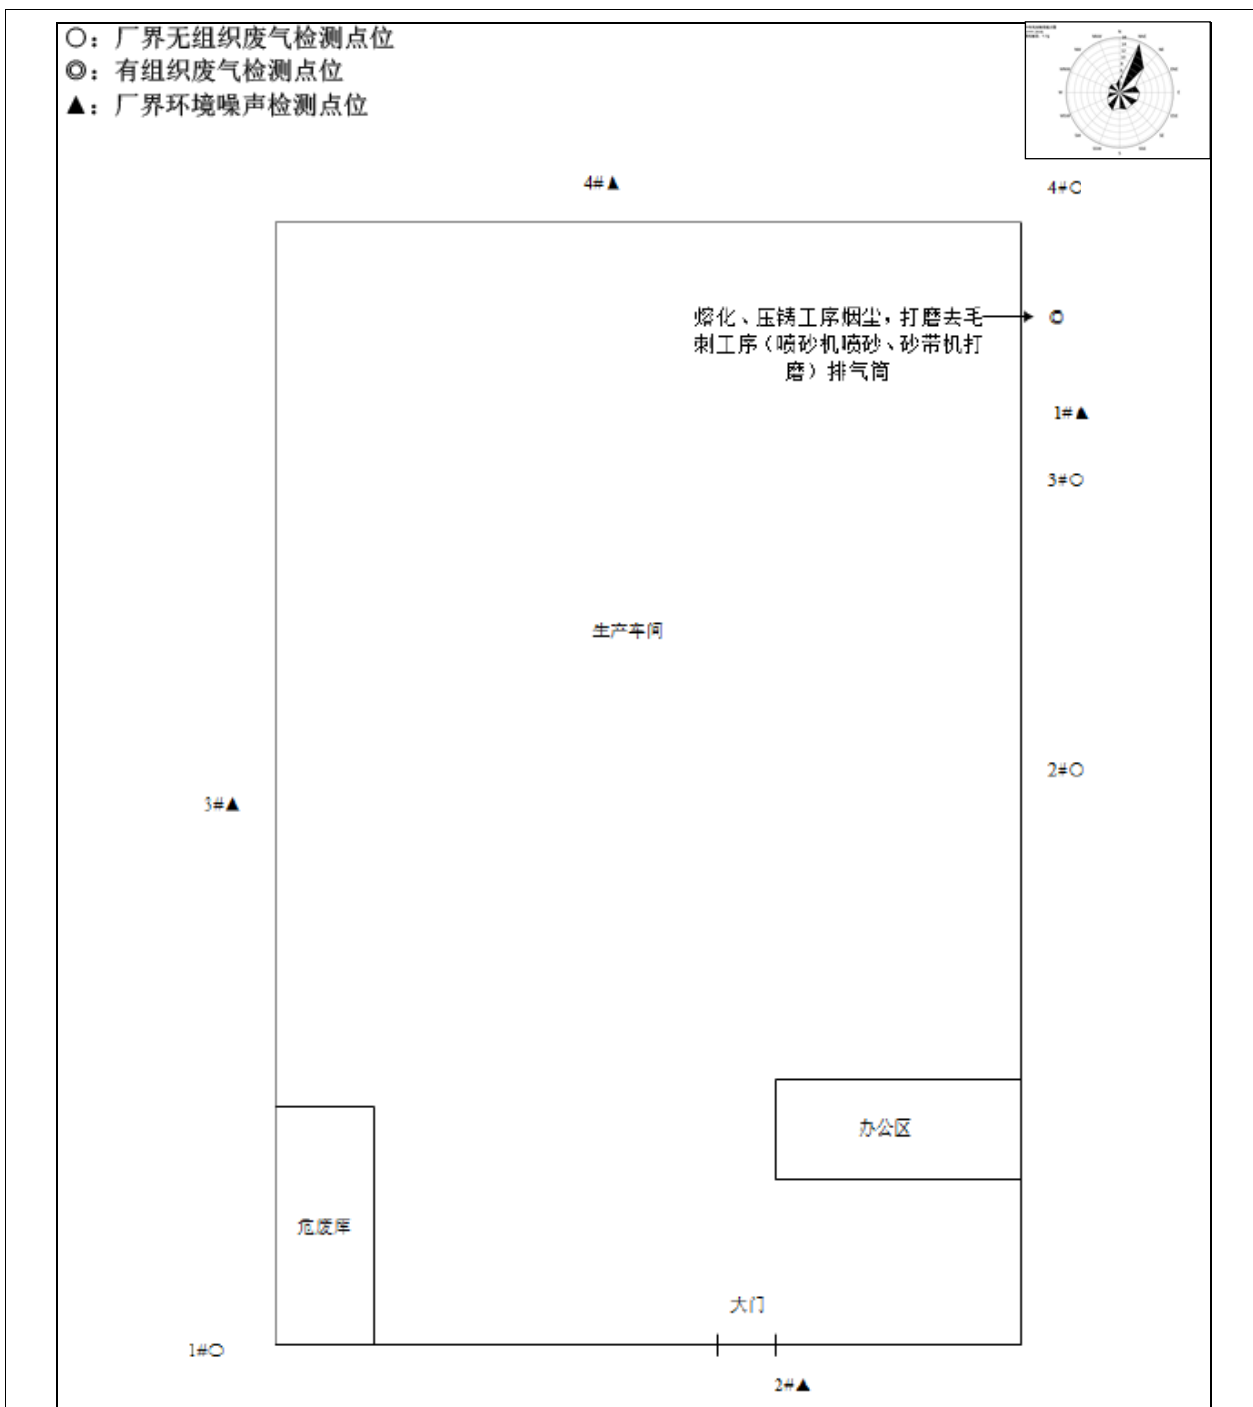 ○：厂界无组织废气检测点位
◎：有组织废气检测点位
▲：厂界环境噪声检测点位
4#▲
4#○
熔化、压铸工序烟尘，打磨去毛
刺工序（喷砂机喷砂、砂带机打
磨）排气筒
◎
1#▲
3#○
生产车间
2#○
3#▲
办公区
危废库
大门
1#○
2#▲